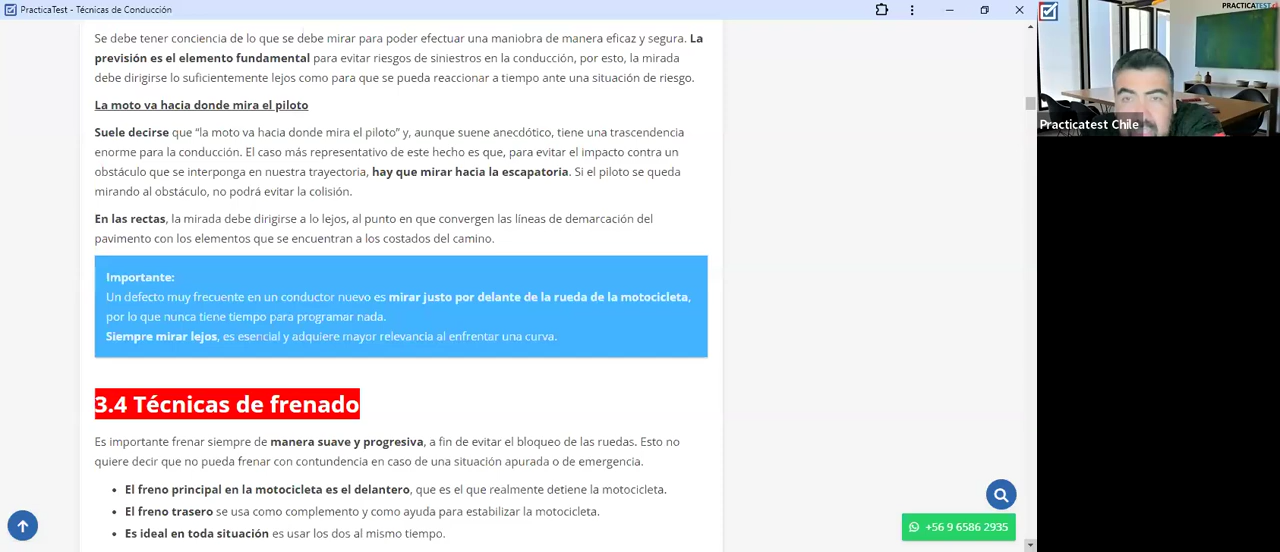 PracticaTest - Técnicas de Conducción
PRACTICATEST
Practicatest Chile
Se debe tener conciencia de lo que se debe mirar para poder efectuar una maniobra de manera eficaz y segura. La
previsión es el elemento fundamental para evitar riesgos de siniestros en la conducción, por esto, la mirada
debe dirigirse lo suficientemente lejos como para que se pueda reaccionar a tiempo ante una situación de riesgo.
La moto va hacia donde mira el piloto
Suele decirse que “la moto va hacia donde mira el piloto” y, aunque suene anecdótico, tiene una trascendencia
enorme para la conducción. El caso más representativo de este hecho es que, para evitar el impacto contra un
obstáculo que se interponga en nuestra trayectoria, hay que mirar hacia la escapatoria. Si el piloto se queda
mirando al obstáculo, no podrá evitar la colisión.
En las rectas, la mirada debe dirigirse a lo lejos, al punto en que convergen las líneas de demarcación del
pavimento con los elementos que se encuentran a los costados del camino.
Importante:
Un defecto muy frecuente en un conductor nuevo es mirar justo por delante de la rueda de la motocicleta,
por lo que nunca tiene tiempo para programar nada.
Siempre mirar lejos, es esencial y adquiere mayor relevancia al enfrentar una curva.
3.4 Técnicas de frenado
Es importante frenar siempre de manera suave y progresiva, a fin de evitar el bloqueo de las ruedas. Esto no
quiere decir que no pueda frenar con contundencia en caso de una situación apurada o de emergencia.
• El freno principal en la motocicleta es el delantero, que es el que realmente detiene la motocicleta.
• El freno trasero se usa como complemento y como ayuda para estabilizar la motocicleta.
• Es ideal en toda situación es usar los dos al mismo tiempo.
+56 9 6586 2935